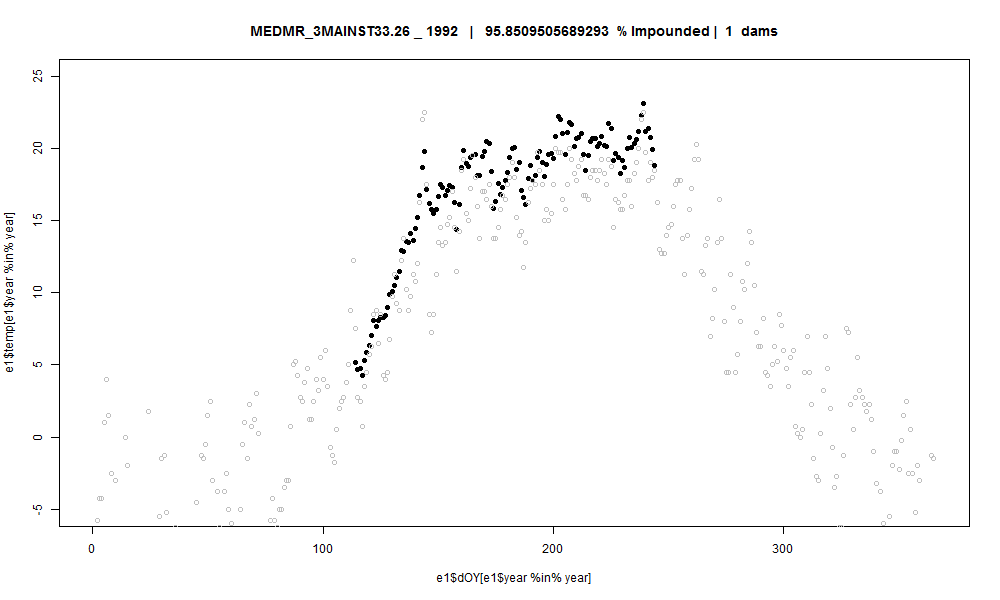 MEDMR_3MAINST33.26 _ 1992 | 95.8509505689293 % Impounded | 1 dams
e1$temp[e1$year %in% year]
25
20
15
10
5
0
-5
0 100 200 300
e1$dOY[e1$year %in% year]